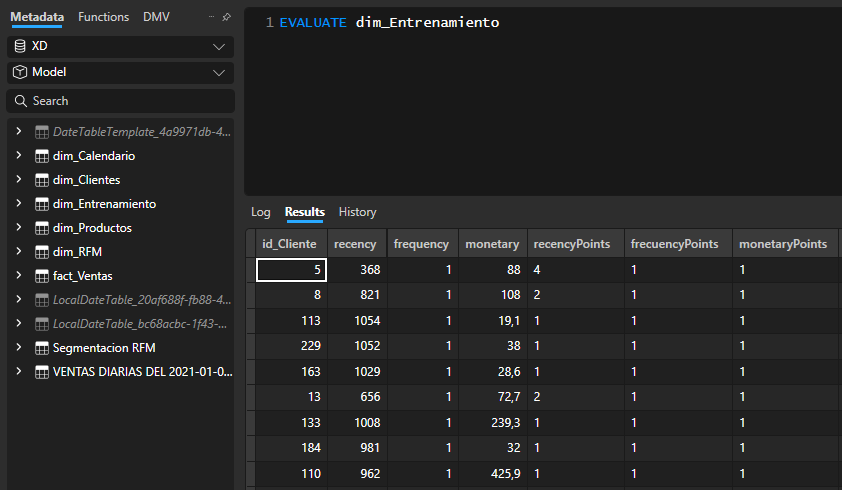 Metadata Functions DMV
XD
Model
Search
DateTableTemplate_4a9971db-4...
dim_Calendario
dim_Clientes
dim_Entrenamiento
dim_Productos
dim_RFM
fact_Ventas
LocalDateTable_20af688f-fb88-4...
LocalDateTable_bc68acbc-1f43-...
Segmentacion RFM
VENTAS DIARIAS DEL 2021-01-0...
1 EVALUATE dim_Entrenamiento
Log Results History
id_Cliente recency frequency monetary recencyPoints frecuencyPoints monetaryPoints
5 368 1 88 4 1 1
8 821 1 108 2 1 1
113 1054 1 19,1 1 1 1
229 1052 1 38 1 1 1
163 1029 1 28,6 1 1 1
13 656 1 72,7 2 1 1
133 1008 1 239,3 1 1 1
184 981 1 32 1 1 1
110 962 1 425,9 1 1 1